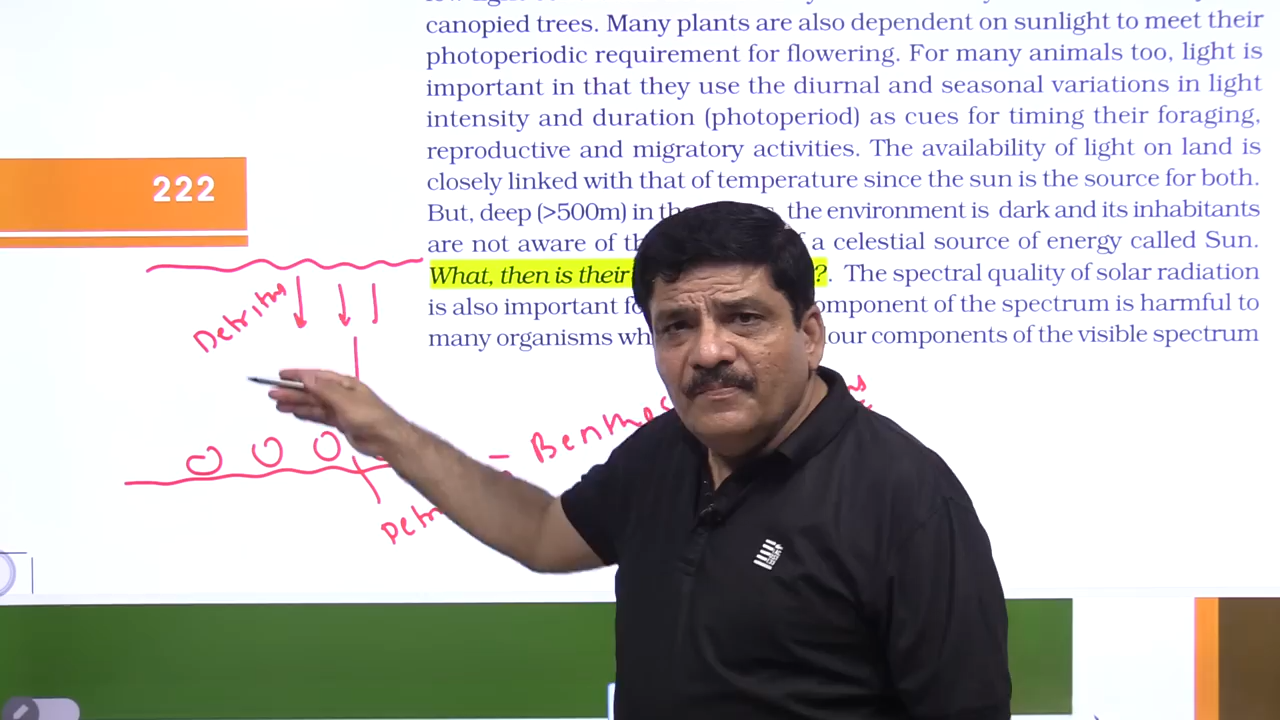 canopied trees. Many plants are also dependent on sunlight to meet their
photoperiodic requirement for flowering. For many animals too, light is
important in that they use the diurnal and seasonal variations in light
intensity and duration (photoperiod) as cues for timing their foraging,
reproductive and migratory activities. The availability of light on land is
closely linked with that of temperature since the sun is the source for both.
But, deep (>500m) in the the environment is dark and its inhabitants
are not aware of a celestial source of energy called Sun.
What, then is their ?. The spectral quality of solar radiation
is also important component of the spectrum is harmful to
many organisms colour components of the visible spectrum
222
Detritus
Benthos